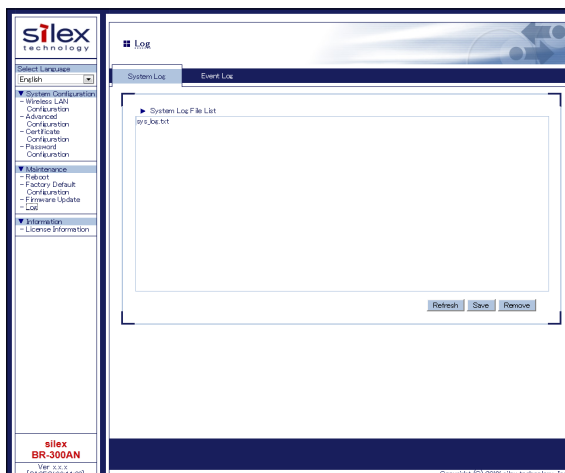 silex
technology
Select Language
English
▼ System Configuration
- Wireless LAN
Configuration
- Advanced
Configuration
- Certificate
Configuration
- Password
Configuration
▼ Maintenance
- Reboot
- Factory Default
Configuration
- Firmware Update
- Log
▼ Information
- License Information
silex
BR-300AN
Ver x.x.x
Log
System Log
Event Log
▶ System Log File List
sys_log.txt
Refresh
Save
Remove